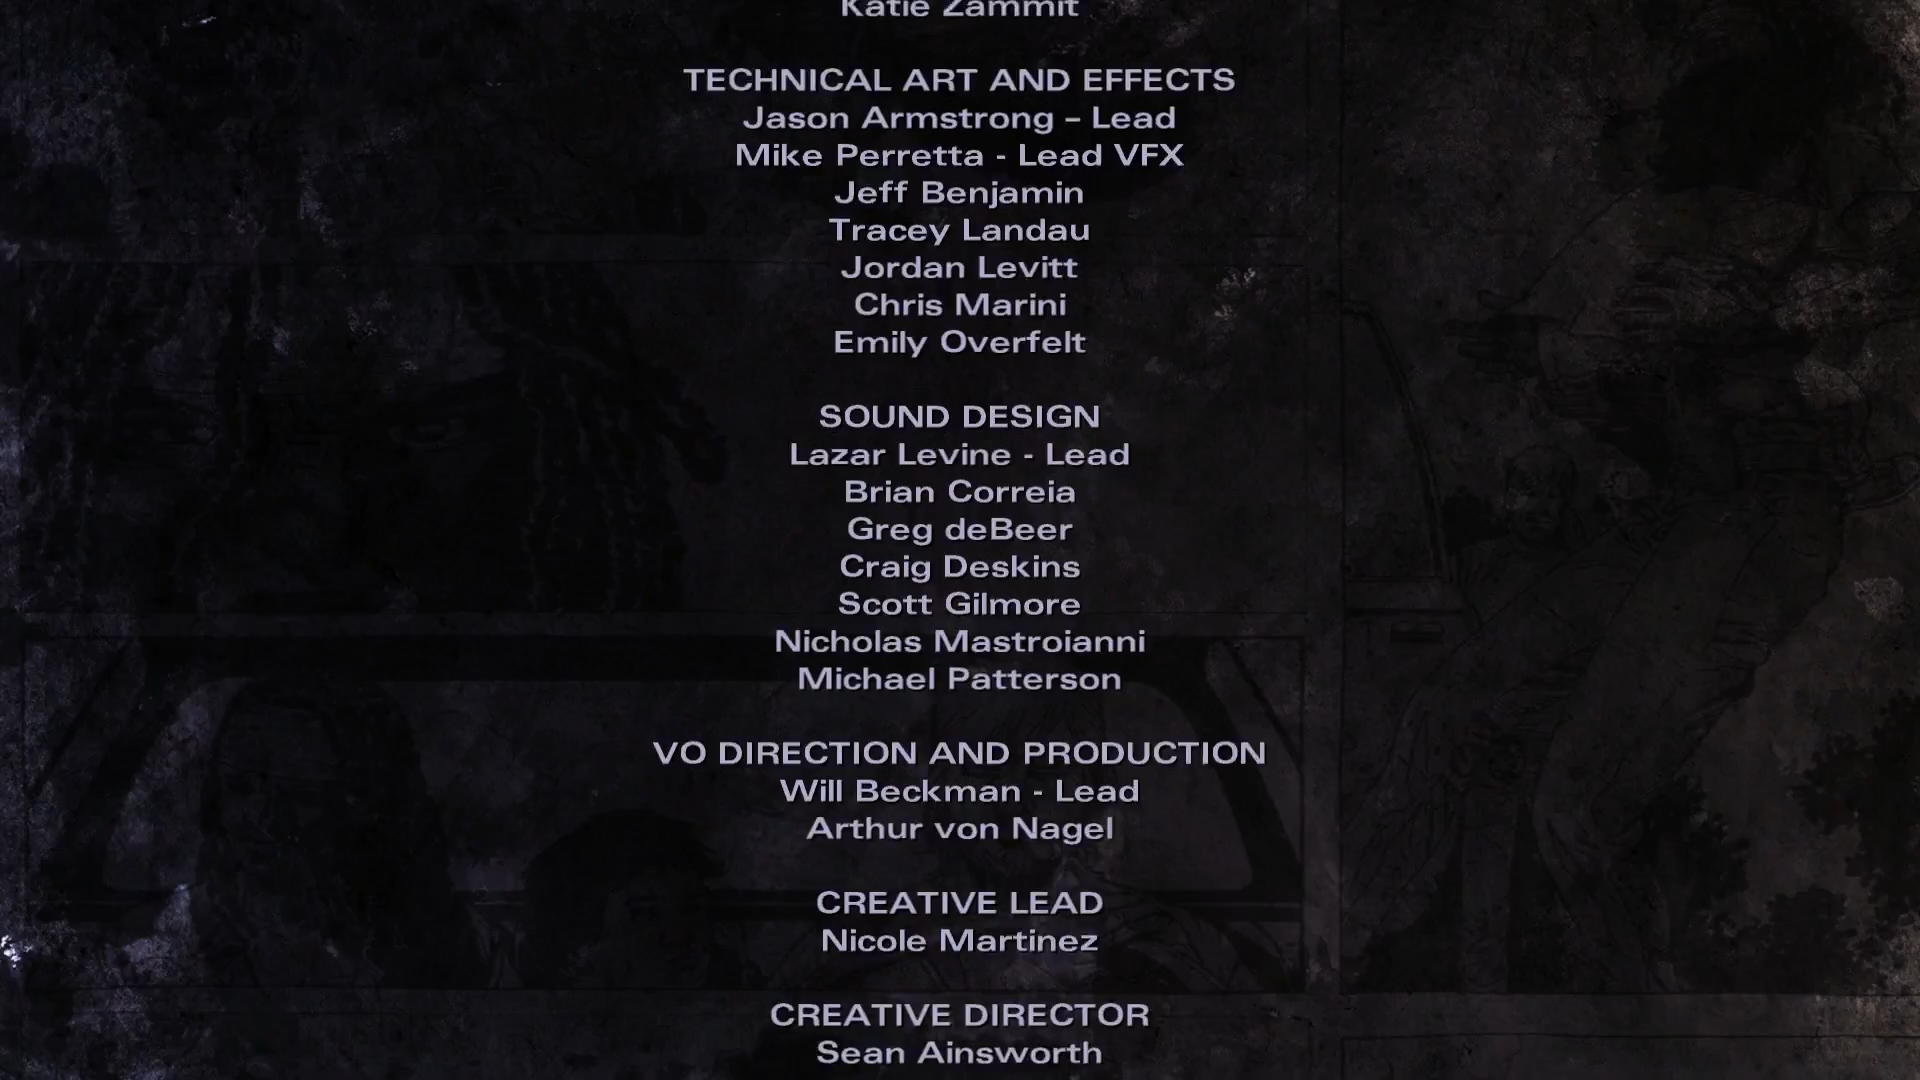 Katie Zammit
TECHNICAL ART AND EFFECTS
Jason Armstrong – Lead
Mike Perretta - Lead VFX
Jeff Benjamin
Tracey Landau
Jordan Levitt
Chris Marini
Emily Overfelt
SOUND DESIGN
Lazar Levine - Lead
Brian Correia
Greg deBeer
Craig Deskins
Scott Gilmore
Nicholas Mastroianni
Michael Patterson
VO DIRECTION AND PRODUCTION
Will Beckman - Lead
Arthur von Nagel
CREATIVE LEAD
Nicole Martinez
CREATIVE DIRECTOR
Sean Ainsworth